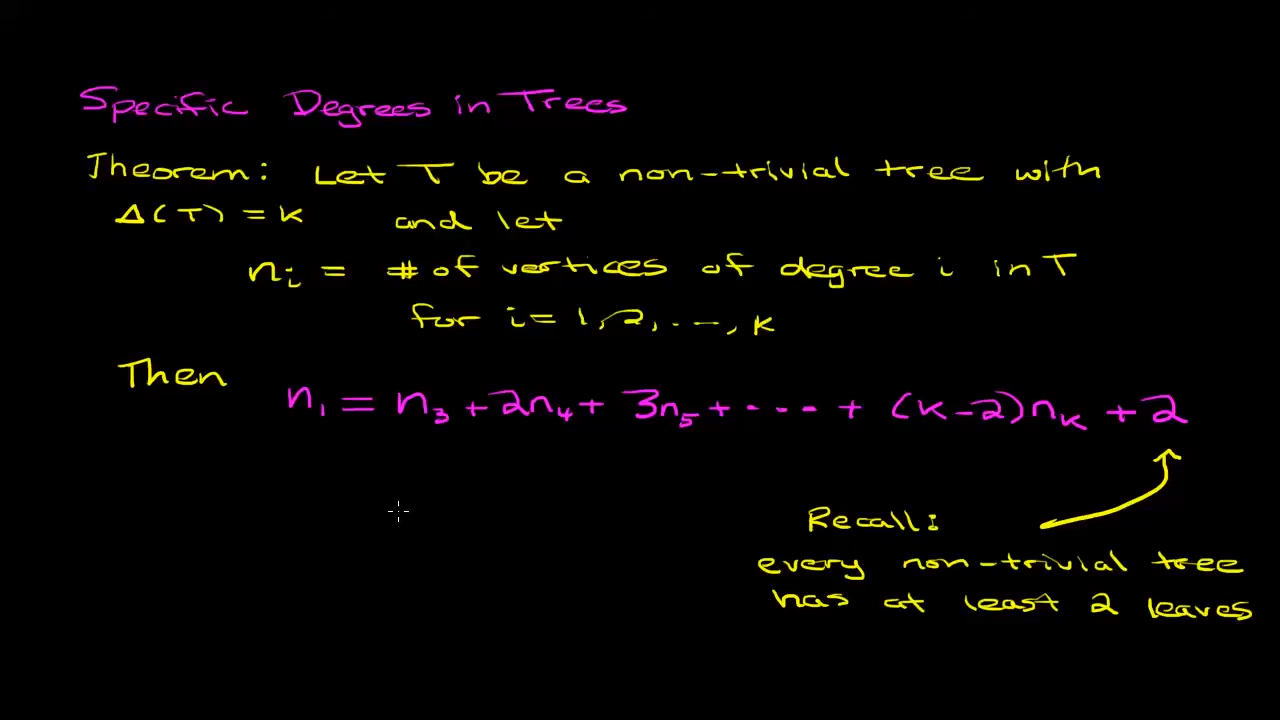 Specific Degrees in Trees
Theorem: Let T be a non-trivial tree with
Δ(T) = k and let
nᵢ = # of vertices of degree i in T
for i = 1, 2, ..., k
Then
n₁ = n₃ + 2n₄ + 3n₅ + ··· + (k-2)nₖ + 2
Recall:
every non-trivial tree
has at least 2 leaves